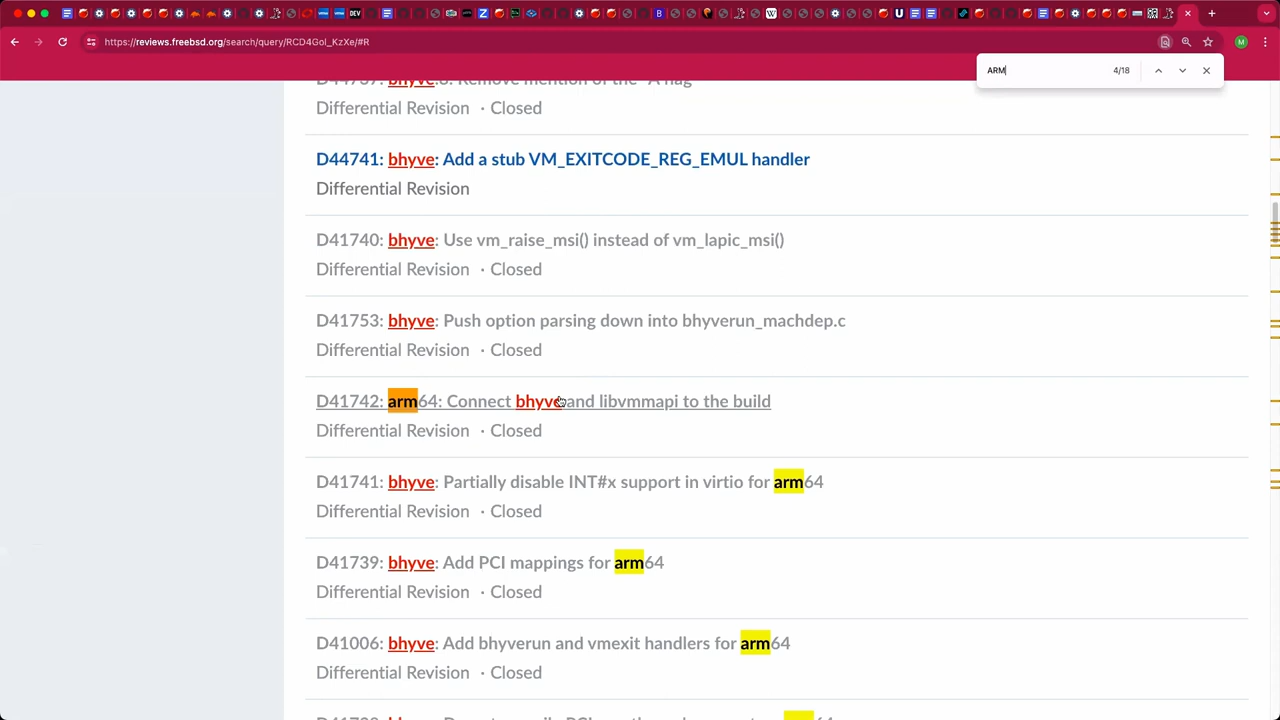 DEV
Z
B
W
U
https://reviews.freebsd.org/search/query/RCD4Gol_KzXe/#R
M
ARM
4/18
Differential Revision · Closed
D44741: bhyve: Add a stub VM_EXITCODE_REG_EMUL handler
Differential Revision
D41740: bhyve: Use vm_raise_msi() instead of vm_lapic_msi()
Differential Revision · Closed
D41753: bhyve: Push option parsing down into bhyverun_machdep.c
Differential Revision · Closed
D41742: arm64: Connect bhyve and libvmmapi to the build
Differential Revision · Closed
D41741: bhyve: Partially disable INT#x support in virtio for arm64
Differential Revision · Closed
D41739: bhyve: Add PCI mappings for arm64
Differential Revision · Closed
D41006: bhyve: Add bhyverun and vmexit handlers for arm64
Differential Revision · Closed